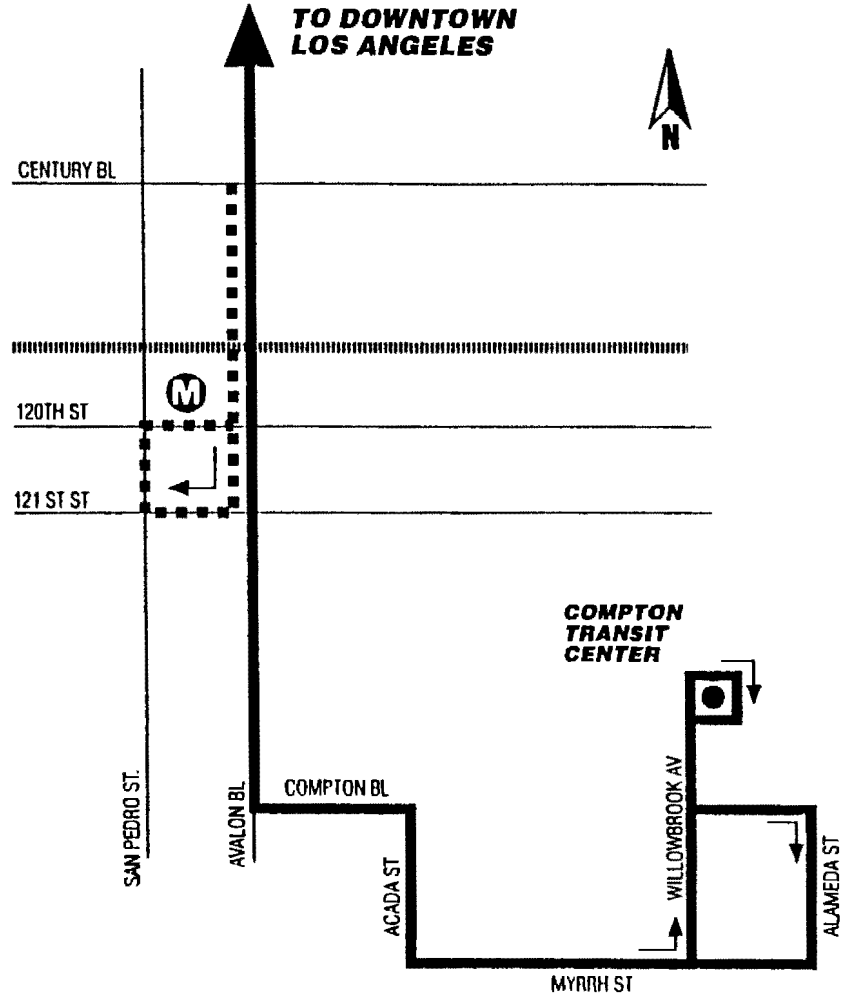 TO DOWNTOWN
LOS ANGELES
N
CENTURY BL
M
120TH ST
121 ST ST
COMPTON
TRANSIT
CENTER
SAN PEDRO ST.
AVALON BL
COMPTON BL
ACADA ST
WILLOWBROOK AV
ALAMEDA ST
MYRRH ST